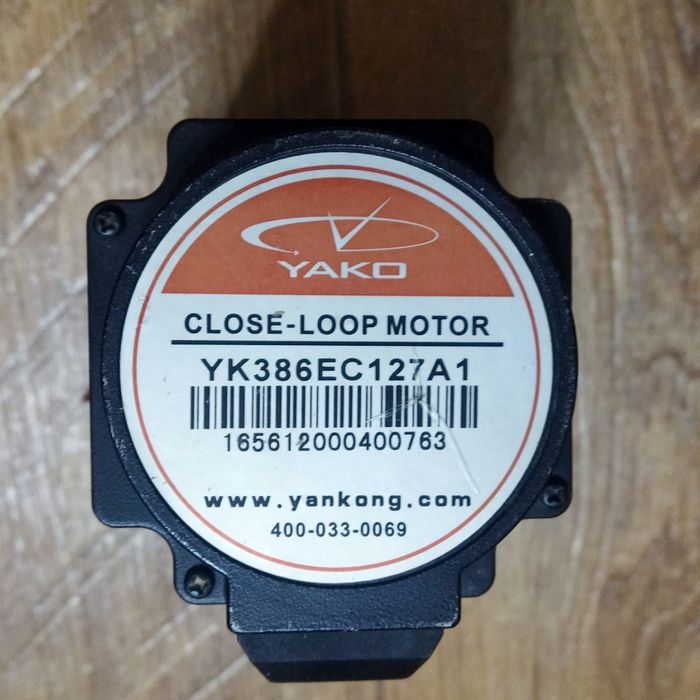 YAKO
CLOSE-LOOP MOTOR
YK386EC127A1
165612000400763
www.yankong.com
400-033-0069